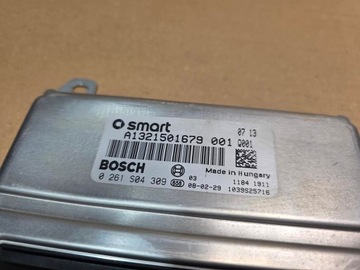 smart 07 13
A1321501679 001 Q001
BOSCH Made in Hungary
0 261 S04 309 03 1184 1911
08-02-29 1039S25716